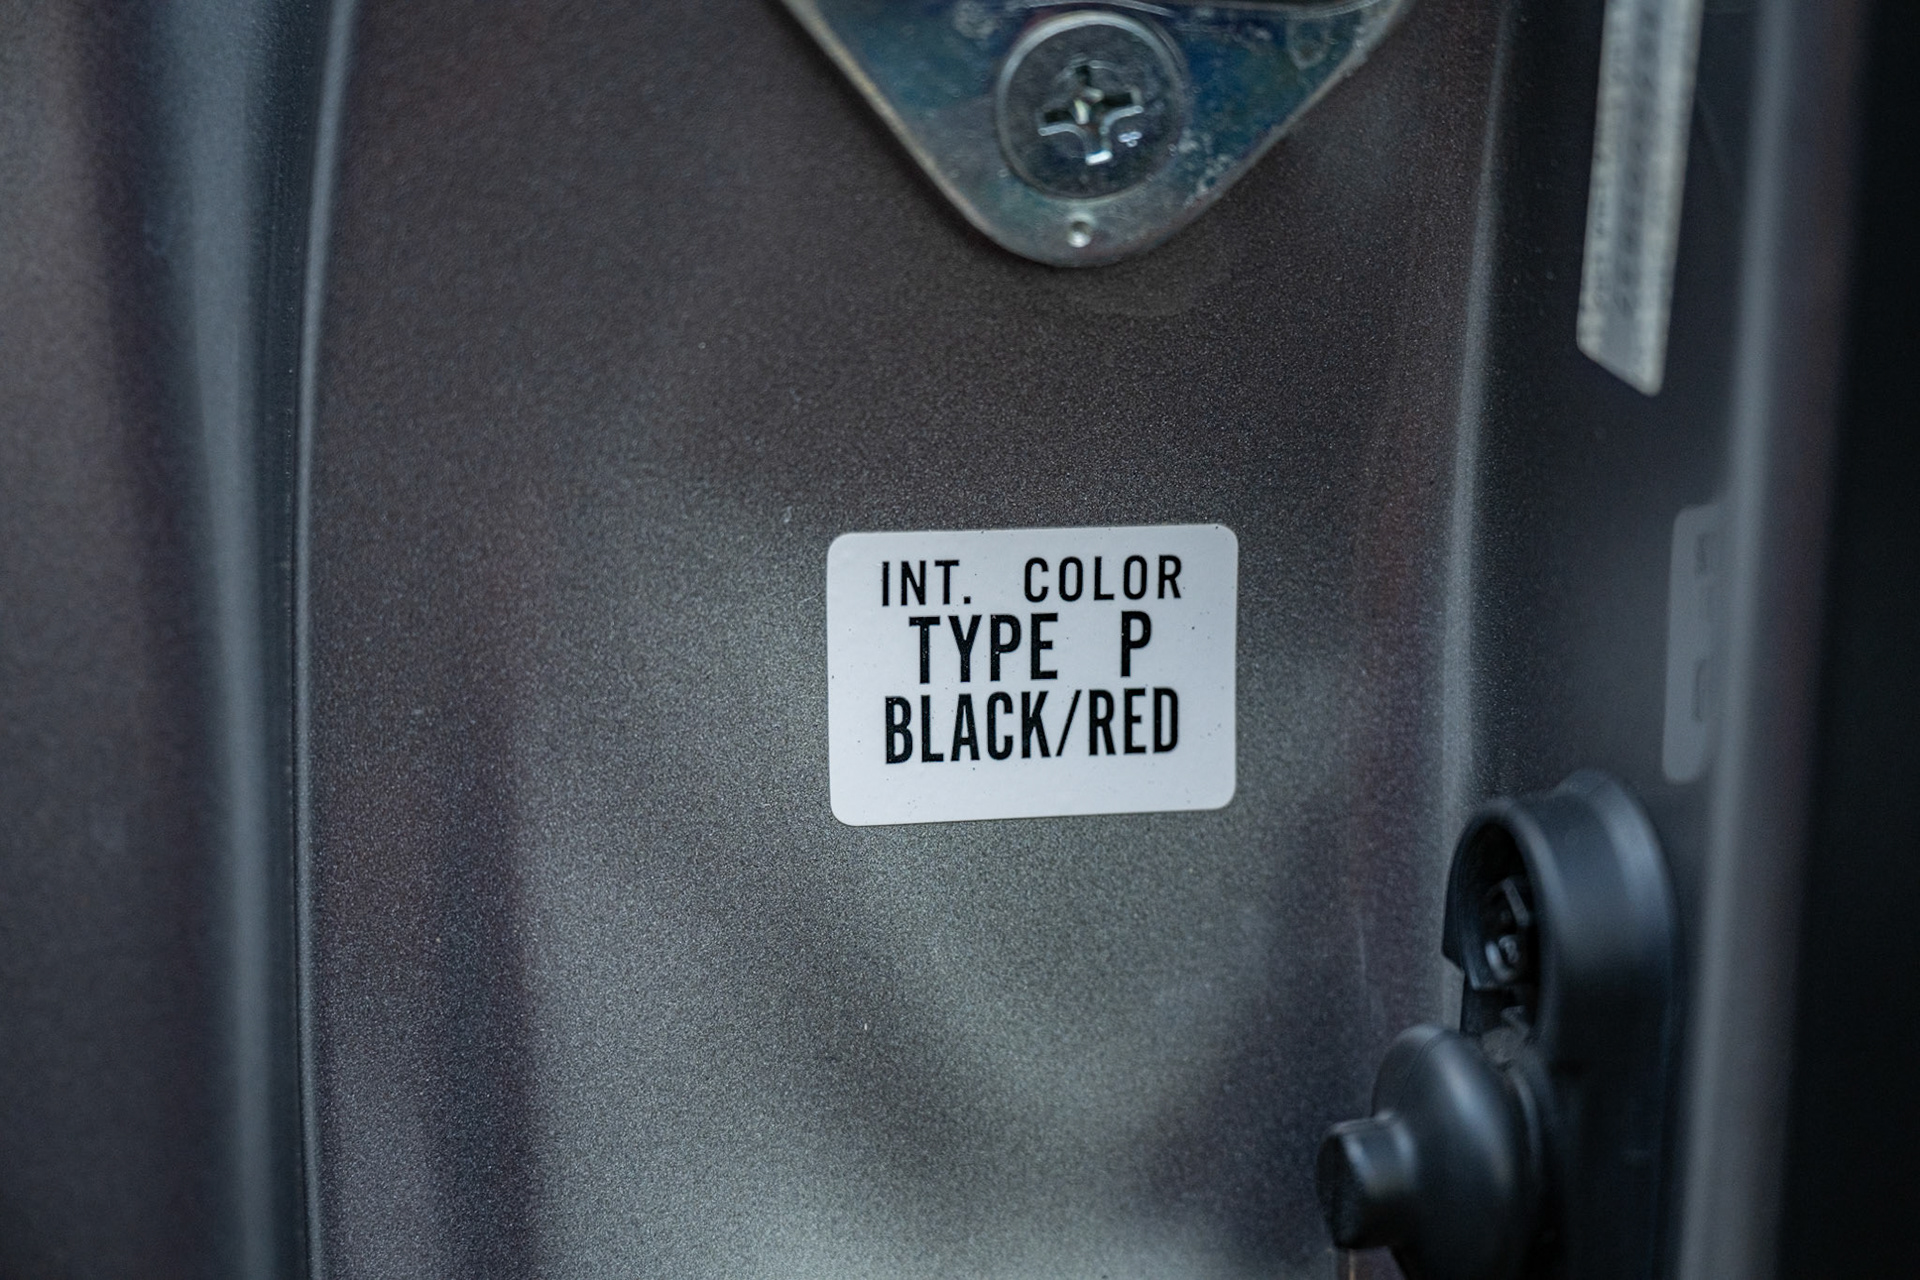 INT. COLOR
TYPE P
BLACK/RED